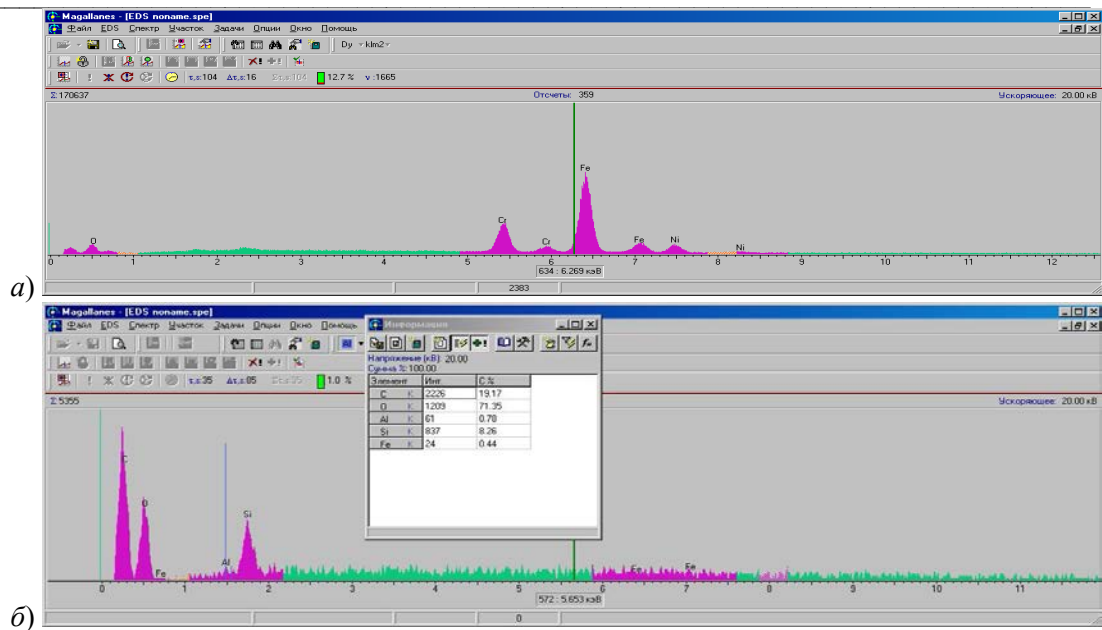 Magallanes - [EDS noname.spe]
Файл EDS Спектр Участок Задачи Опции Окно Помощь
Dy klm2
τ,s:104 Δτ,s:16 Στ,s:104 12.7 % ν :1665
Σ:170637 Отсчеты: 359 Ускоряющее: 20.00 кВ
Fe
Cr
O Cr Fe Ni Ni
0 1 2 3 4 5 6 7 8 9 10 11 12
634 : 6.269 кэВ
а) 2383
Magallanes - [EDS noname.spe]
Файл EDS Спектр Участок Задачи Опции Окно Помощь
Информация
τ,s:35 Δτ,s:05 Στ,s:35 1.0 %
Напряжение (кВ): 20.00
Сумма %: 100.00
Σ:5355 Ускоряющее: 20.00 кВ
Элемент Инт. C %
C K 2226 19.17
O K 1209 71.35
Al K 61 0.78
Si K 837 8.26
Fe K 24 0.44
C
O
Si
Al
Fe Fe Fe
0 1 2 3 4 5 6 7 8 9 10 11
572 : 5.653 кэВ
б) 0